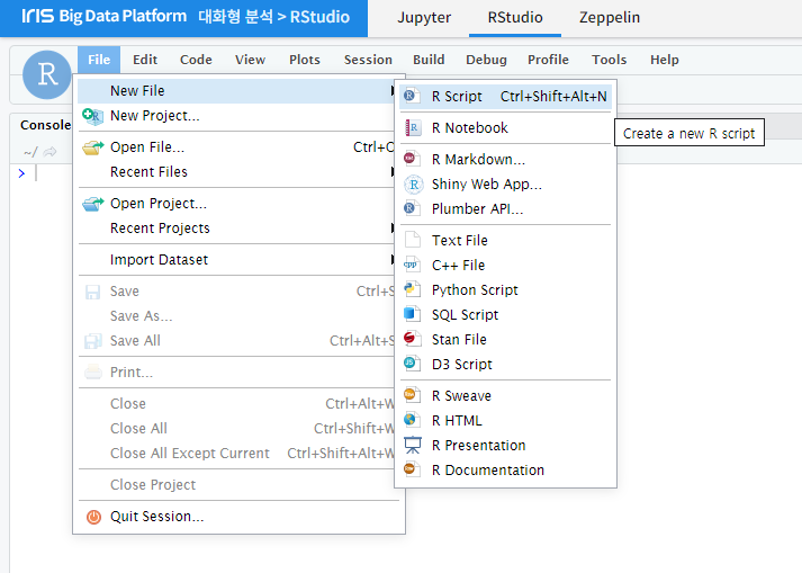 IRIS Big Data Platform 대화형 분석 > RStudio Jupyter RStudio Zeppelin
R File Edit Code View Plots Session Build Debug Profile Tools Help
Console
~/
>
New File
New Project...
Open File... Ctrl+O
Recent Files
Open Project...
Recent Projects
Import Dataset
Save Ctrl+S
Save As...
Save All Ctrl+Alt+S
Print...
Close Ctrl+Alt+W
Close All Ctrl+Shift+W
Close All Except Current Ctrl+Shift+Alt+W
Close Project
Quit Session...
R Script Ctrl+Shift+Alt+N
R Notebook
R Markdown...
Shiny Web App...
Plumber API...
Text File
C++ File
Python Script
SQL Script
Stan File
D3 Script
R Sweave
R HTML
R Presentation
R Documentation
Create a new R script